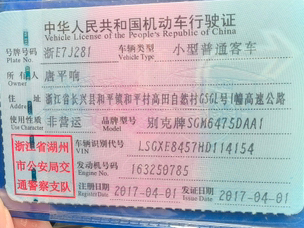 中华人民共和国机动车行驶证
Vehicle License of the People's Republic of China
号牌号码 浙E7J281 车辆类型 小型普通客车
Plate No. Vehicle Type
所有人 唐平响
Owner
住址 浙江省长兴县和平镇和平村高田自然村GSGL号1幢高速公路
Address
使用性质 非营运 品牌型号 别克牌SGM6475DAA1
Use Character Model
浙江省湖州市公安局交通警察支队
车辆识别代号 LSGXE8457HD114154
VIN
发动机号码 163250785
Engine No.
注册日期 2017-04-01 发证日期 2017-04-01
Register Date Issue Date